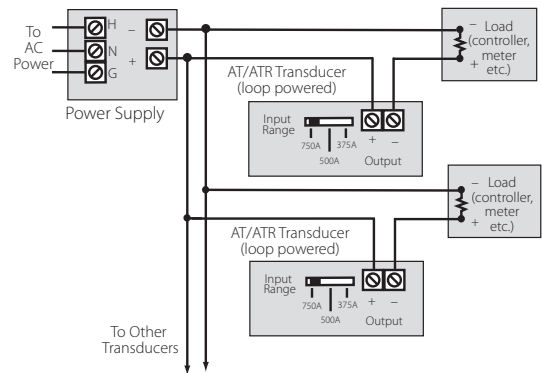 To
AC
Power
H
N
G
–
+
Power Supply
– Load
(controller,
meter
+ etc.)
AT/ATR Transducer
(loop powered)
Input
Range
750A 375A
500A
+ –
Output
– Load
(controller,
meter
+ etc.)
AT/ATR Transducer
(loop powered)
Input
Range
750A 375A
500A
+ –
Output
To Other
Transducers